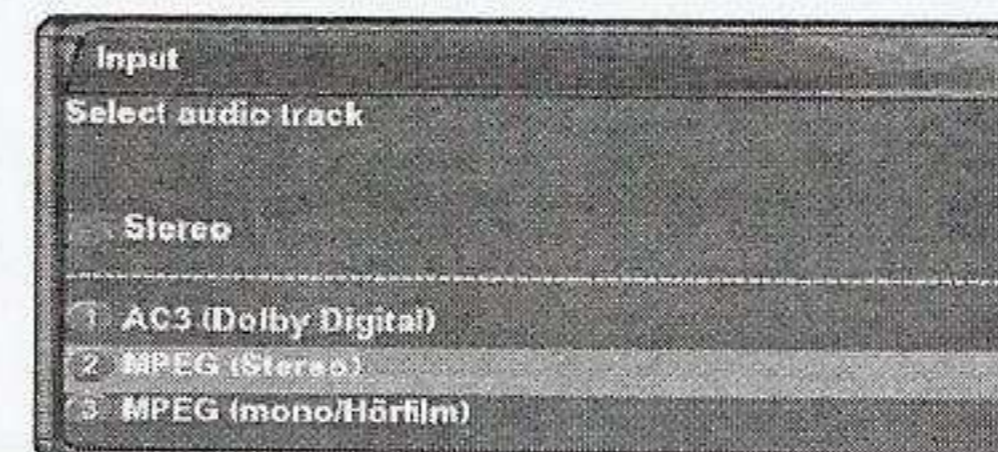 Input
Select audio track
Stereo
1 AC3 (Dolby Digital)
2 MPEG (Stereo)
3 MPEG (mono/Hörfilm)